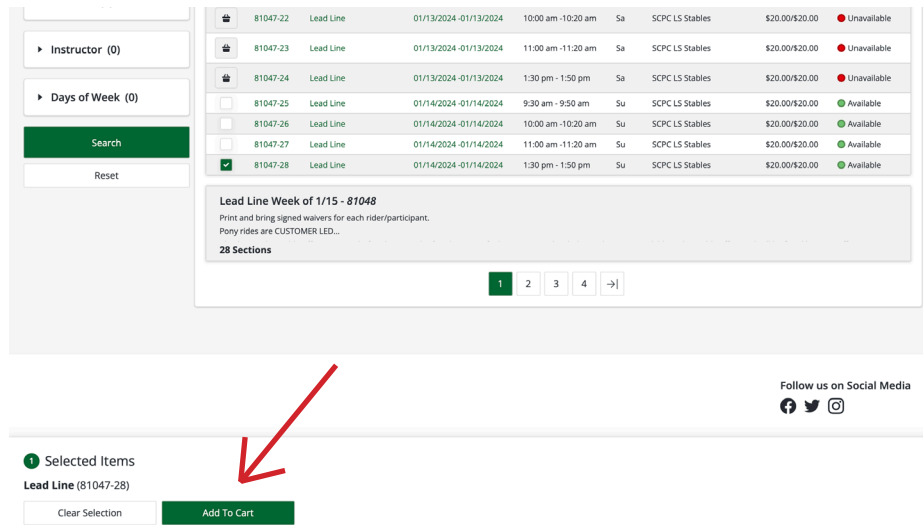 Instructor (0)
Days of Week (0)
Search
Reset
81047-22 Lead Line 01/13/2024 -01/13/2024 10:00 am -10:20 am Sa SCPC LS Stables $20.00/$20.00 Unavailable
81047-23 Lead Line 01/13/2024 -01/13/2024 11:00 am -11:20 am Sa SCPC LS Stables $20.00/$20.00 Unavailable
81047-24 Lead Line 01/13/2024 -01/13/2024 1:30 pm - 1:50 pm Sa SCPC LS Stables $20.00/$20.00 Unavailable
81047-25 Lead Line 01/14/2024 -01/14/2024 9:30 am - 9:50 am Su SCPC LS Stables $20.00/$20.00 Available
81047-26 Lead Line 01/14/2024 -01/14/2024 10:00 am -10:20 am Su SCPC LS Stables $20.00/$20.00 Available
81047-27 Lead Line 01/14/2024 -01/14/2024 11:00 am -11:20 am Su SCPC LS Stables $20.00/$20.00 Available
81047-28 Lead Line 01/14/2024 -01/14/2024 1:30 pm - 1:50 pm Su SCPC LS Stables $20.00/$20.00 Available
Lead Line Week of 1/15 - 81048
Print and bring signed waivers for each rider/participant.
Pony rides are CUSTOMER LED...
28 Sections
1 2 3 4
Follow us on Social Media
1 Selected Items
Lead Line (81047-28)
Clear Selection
Add To Cart